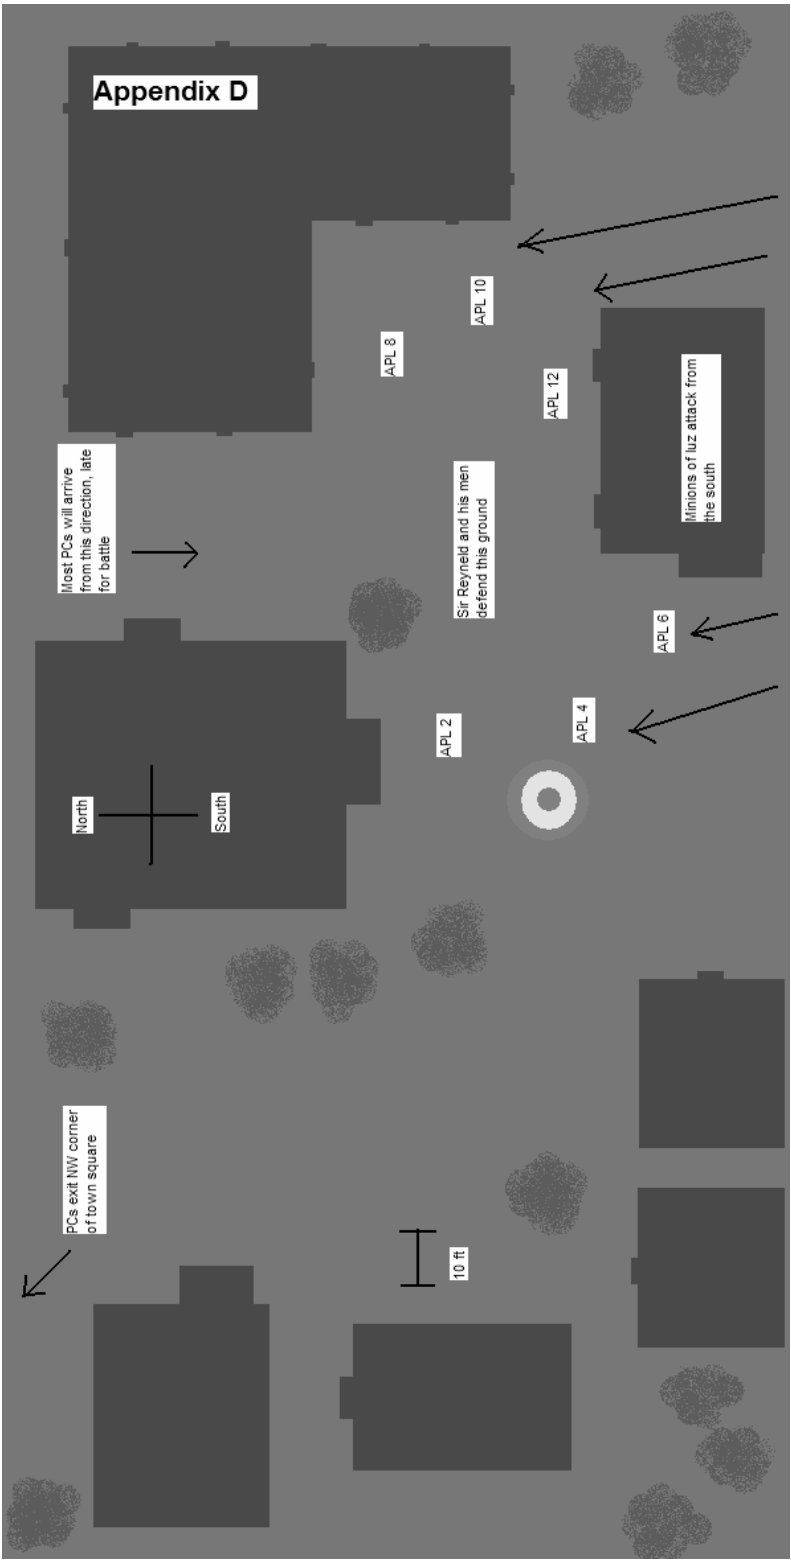 Appendix D
APL 10
APL 8
APL 12
Minions of Iuz attack from
the south
Most PCs will arrive
from this direction, late
for battle
Sir Reyneld and his men
defend this ground
APL 6
APL 2
APL 4
North
South
PCs exit NW corner
of town square
10 ft